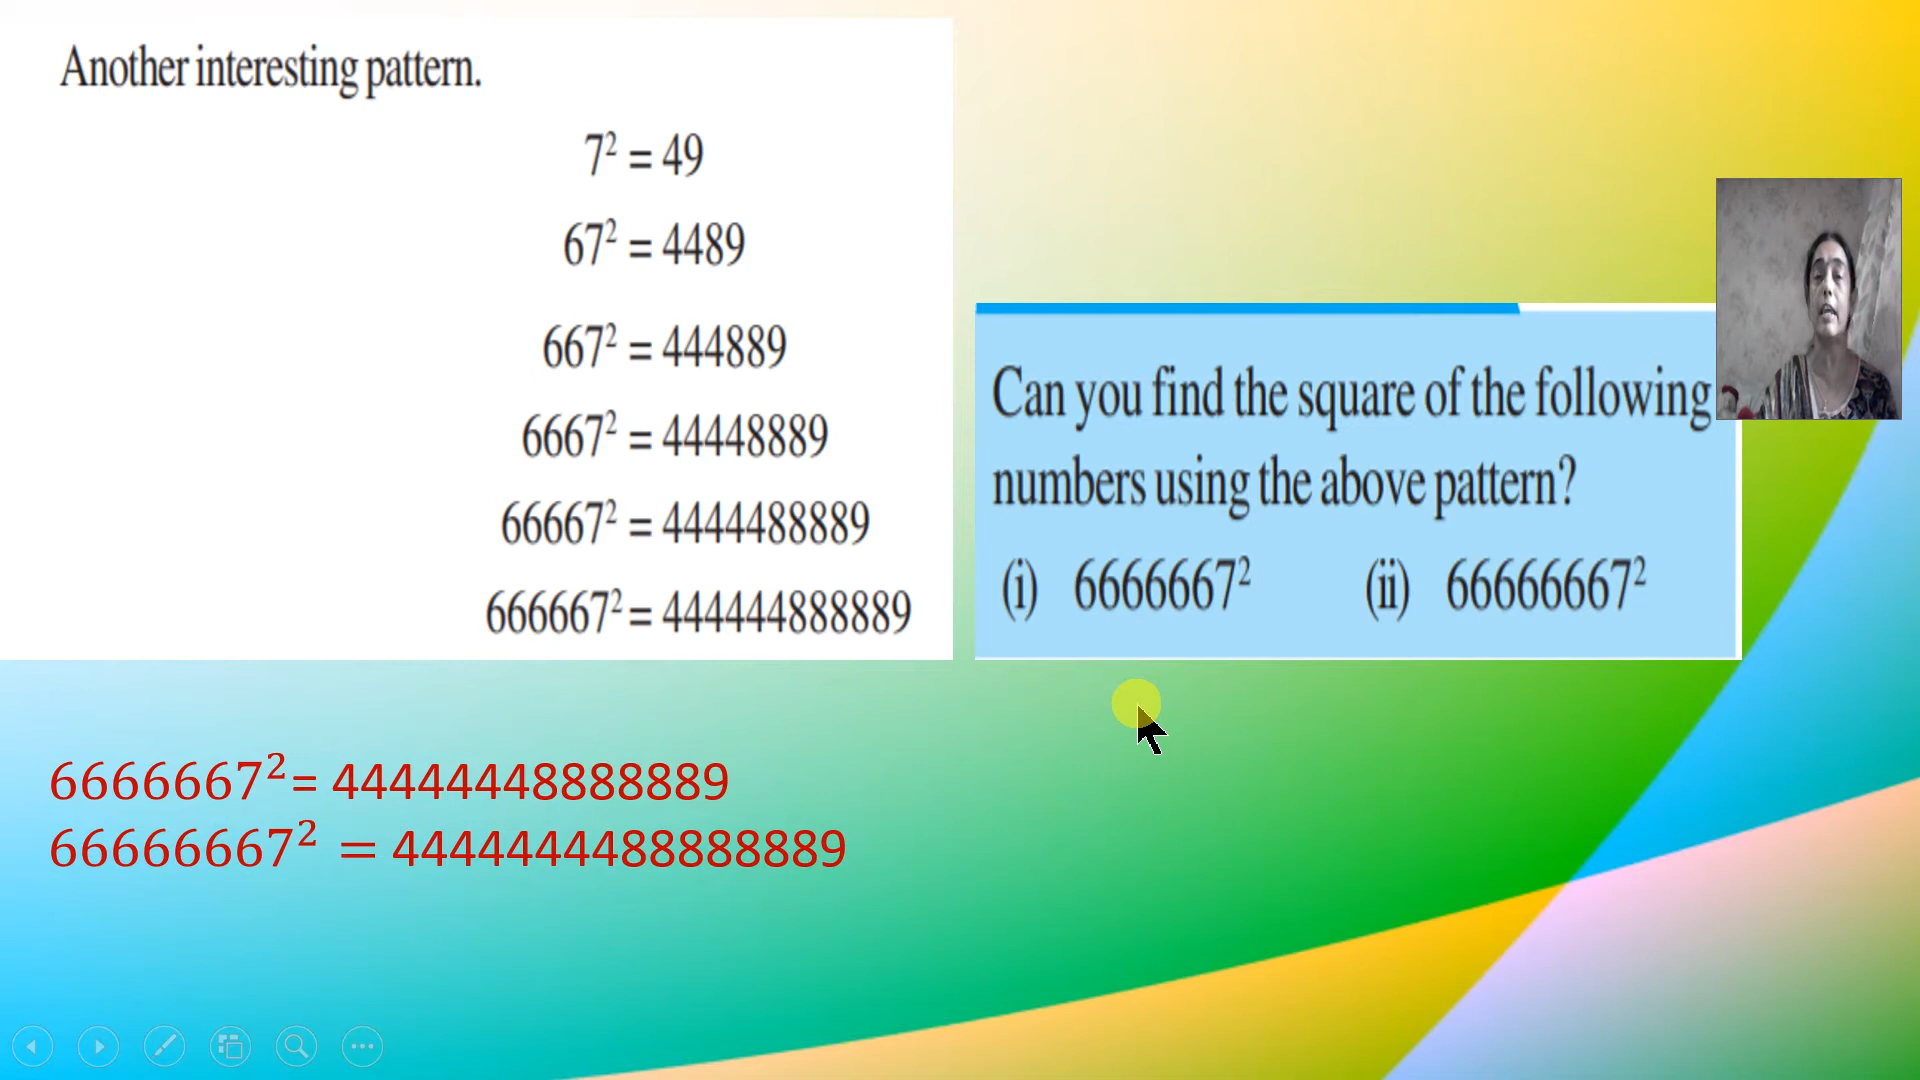 Another interesting pattern.
7² = 49
67² = 4489
667² = 444889
6667² = 44448889
66667² = 4444488889
666667² = 444444888889
Can you find the square of the following
numbers using the above pattern?
(i) 6666667² (ii) 66666667²
6666667²= 44444448888889
66666667² = 4444444488888889